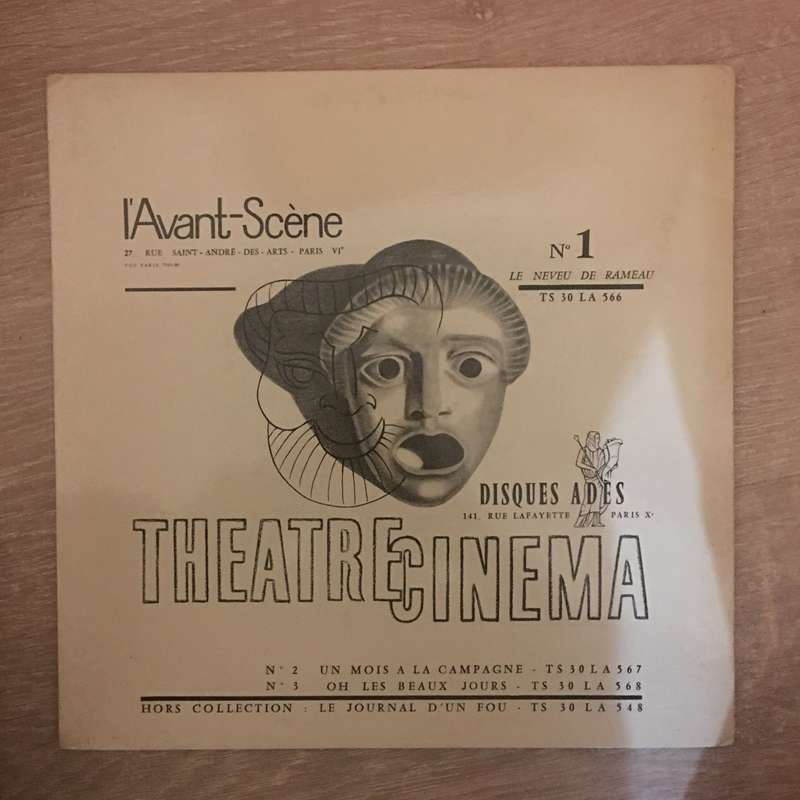 l'Avant-Scène
27, RUE SAINT-ANDRÉ-DES-ARTS - PARIS VIe
N° 1
LE NEVEU DE RAMEAU
TS 30 LA 566
DISQUES ADÈS
141, RUE LAFAYETTE PARIS Xe
THEATRE CINEMA
N° 2 UN MOIS A LA CAMPAGNE - TS 30 LA 567
N° 3 OH LES BEAUX JOURS - TS 30 LA 568
HORS COLLECTION : LE JOURNAL D'UN FOU - TS 30 LA 548